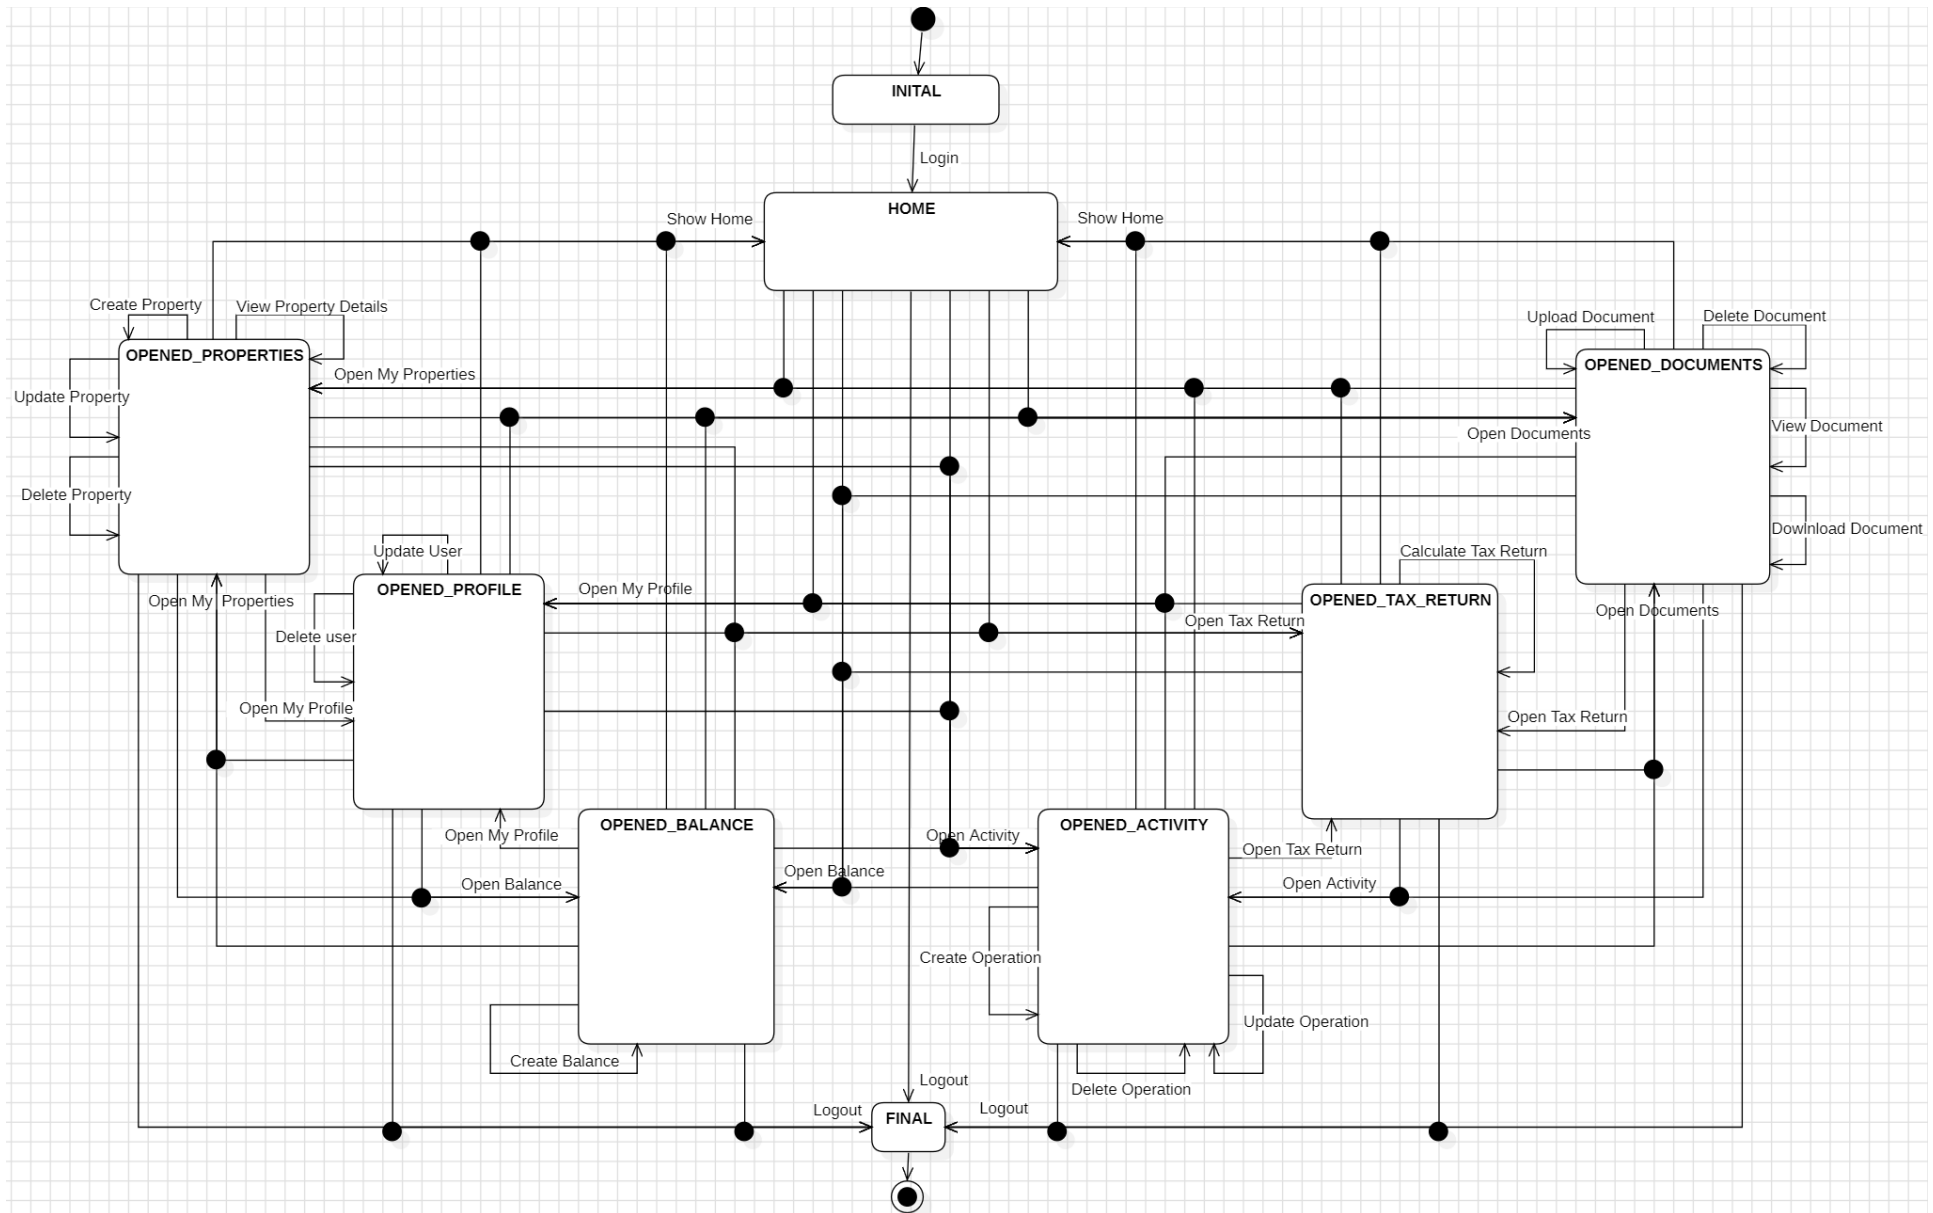 INITAL
Login
HOME
Show Home
Show Home
Create Property
View Property Details
Upload Document
Delete Document
OPENED_PROPERTIES
OPENED_DOCUMENTS
Open My Properties
Update Property
View Document
Open Documents
Delete Property
Download Document
Update User
Calculate Tax Return
OPENED_PROFILE
Open My Profile
OPENED_TAX_RETURN
Open My Properties
Open Documents
Open Tax Return
Delete user
Open My Profile
Open Tax Return
OPENED_BALANCE
OPENED_ACTIVITY
Open My Profile
Open Activity
Open Tax Return
Open Balance
Open Balance
Open Activity
Create Operation
Update Operation
Create Balance
Logout
Delete Operation
Logout
Logout
FINAL